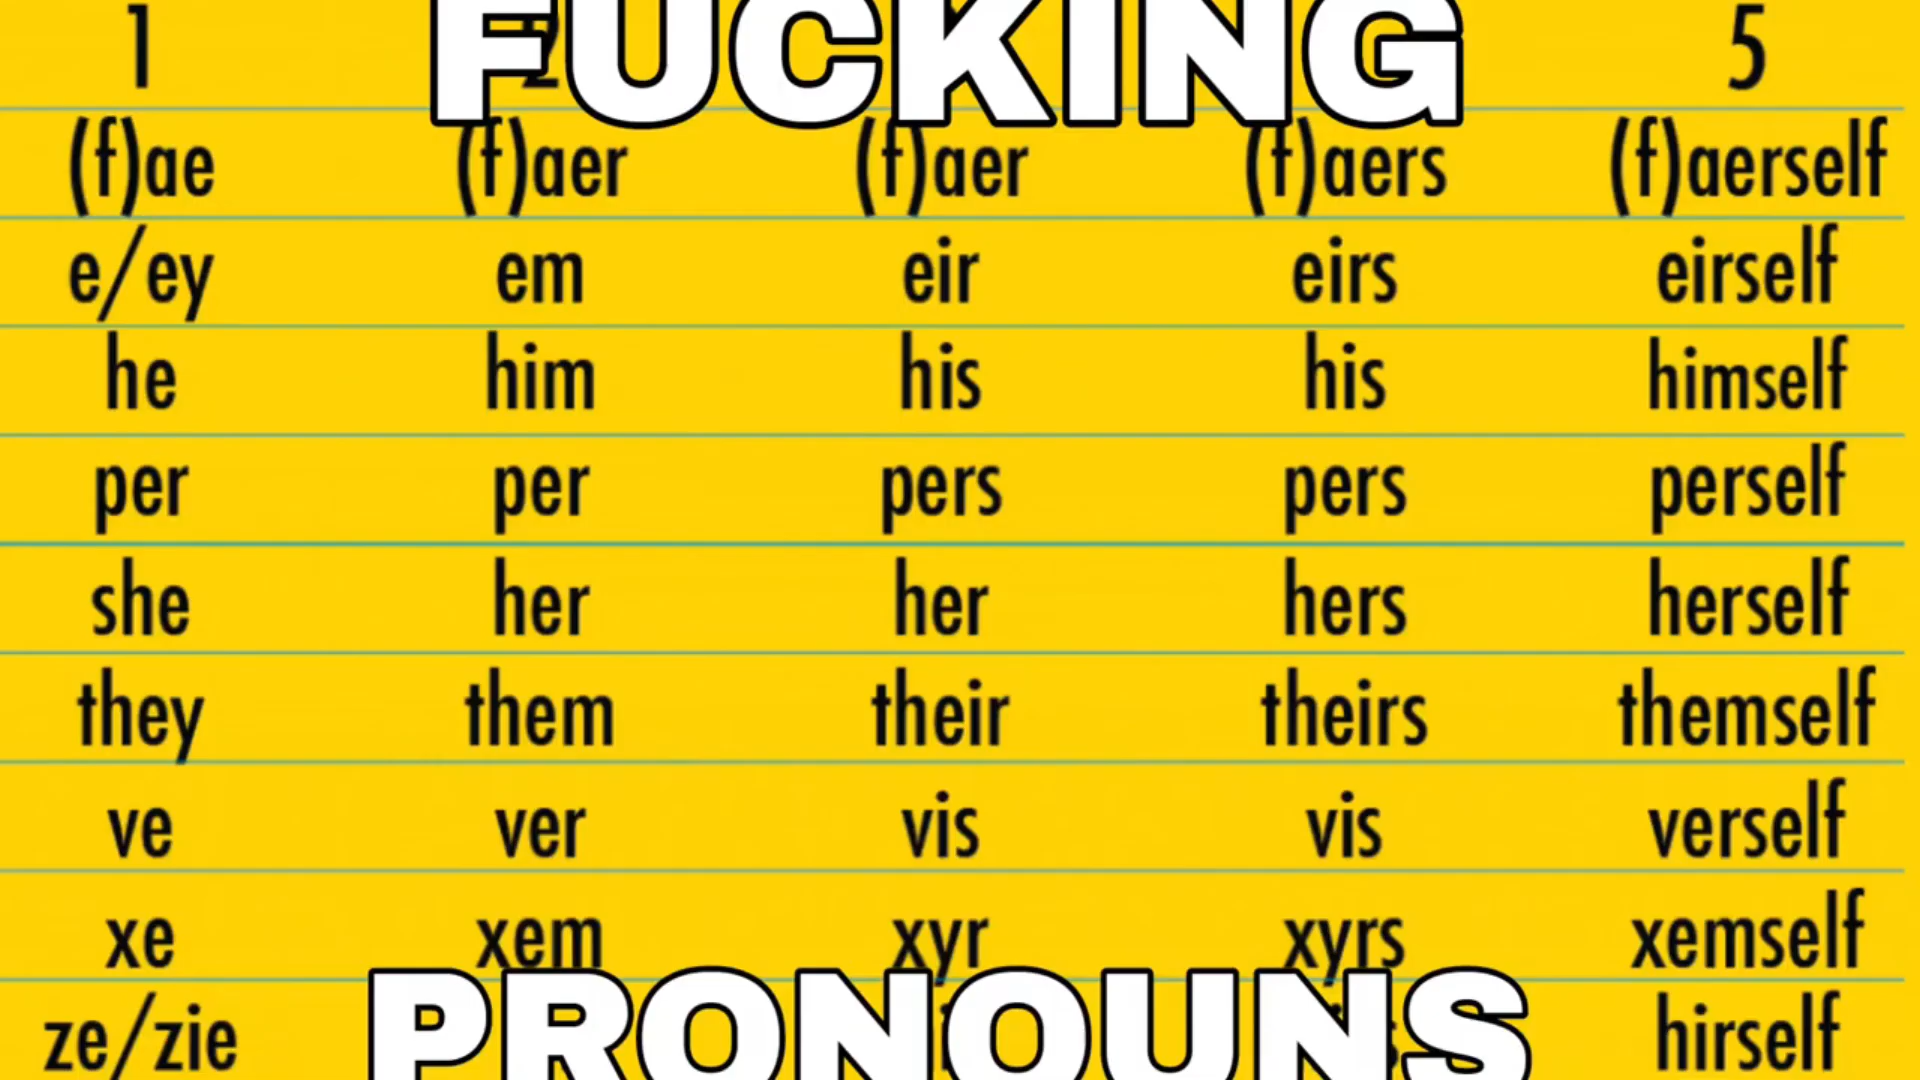 FUCKING
1 5
(f)ae (f)aer (f)aer (f)aers (f)aerself
e/ey em eir eirs eirself
he him his his himself
per per pers pers perself
she her her hers herself
they them their theirs themself
ve ver vis vis verself
xe xem xyr xyrs xemself
ze/zie hirself
PRONOUNS